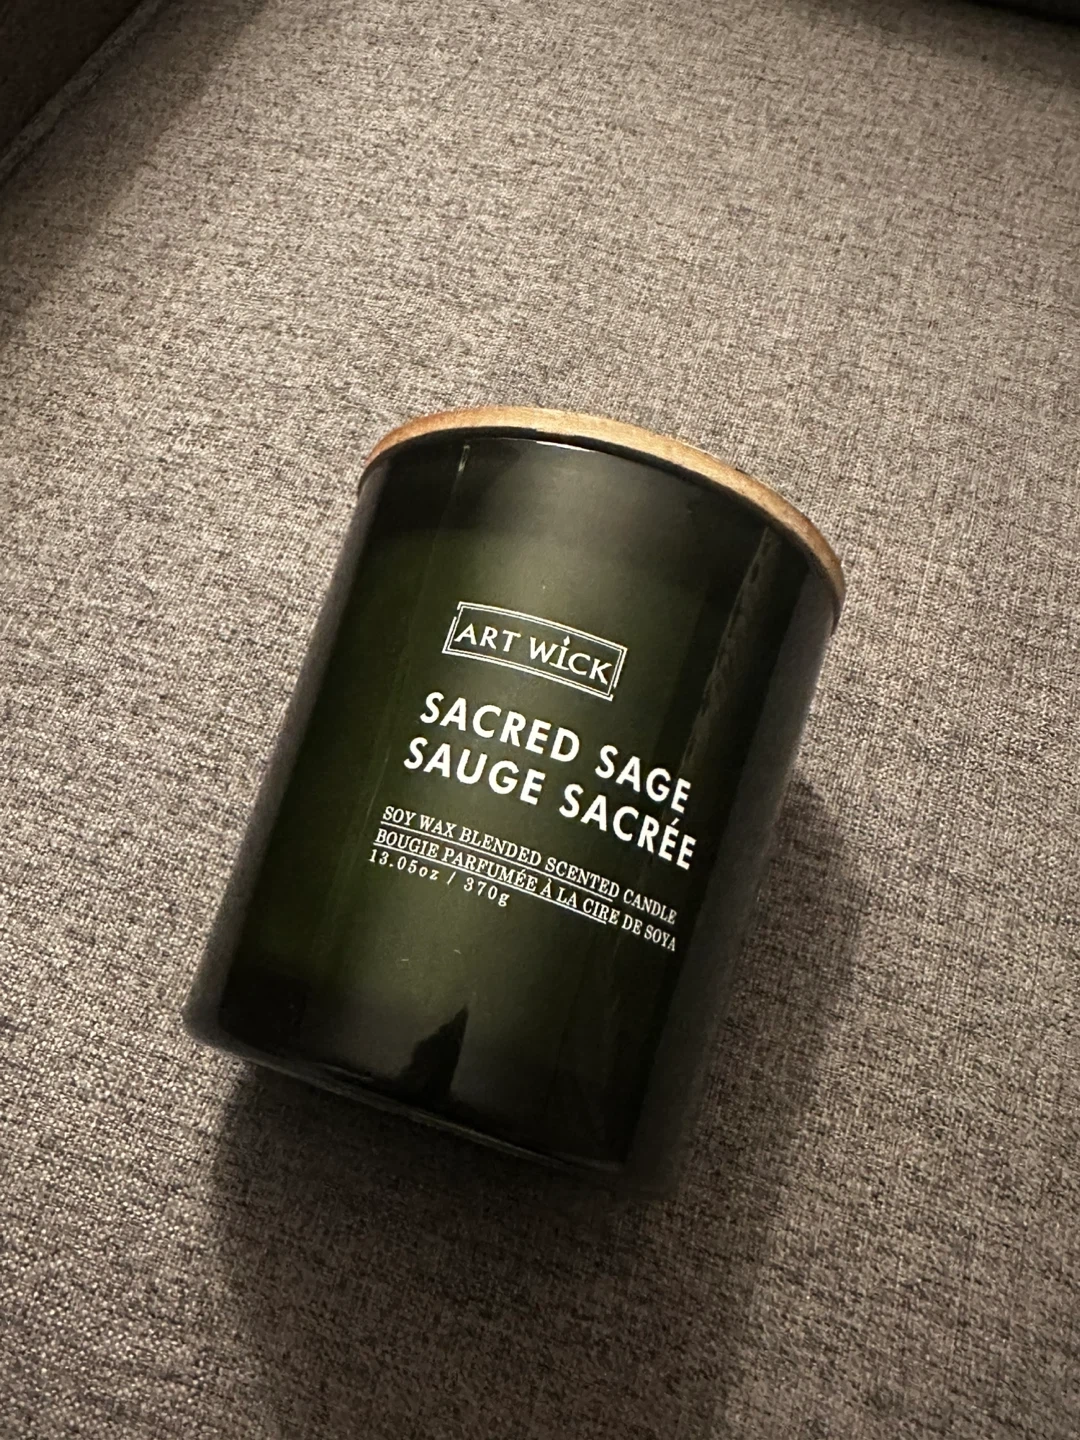 ART WICK
SACRED SAGE
SAUGE SACRÉE
SOY WAX BLENDED SCENTED CANDLE
BOUGIE PARFUMÉE À LA CIRE DE SOYA
13.05oz / 370g